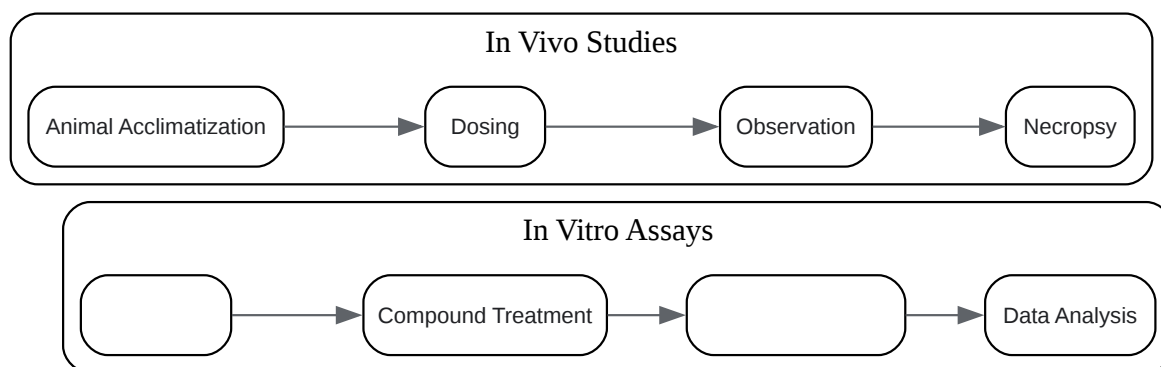 In Vivo Studies
Animal Acclimatization
Dosing
Observation
Necropsy
In Vitro Assays
Compound Treatment
Data Analysis